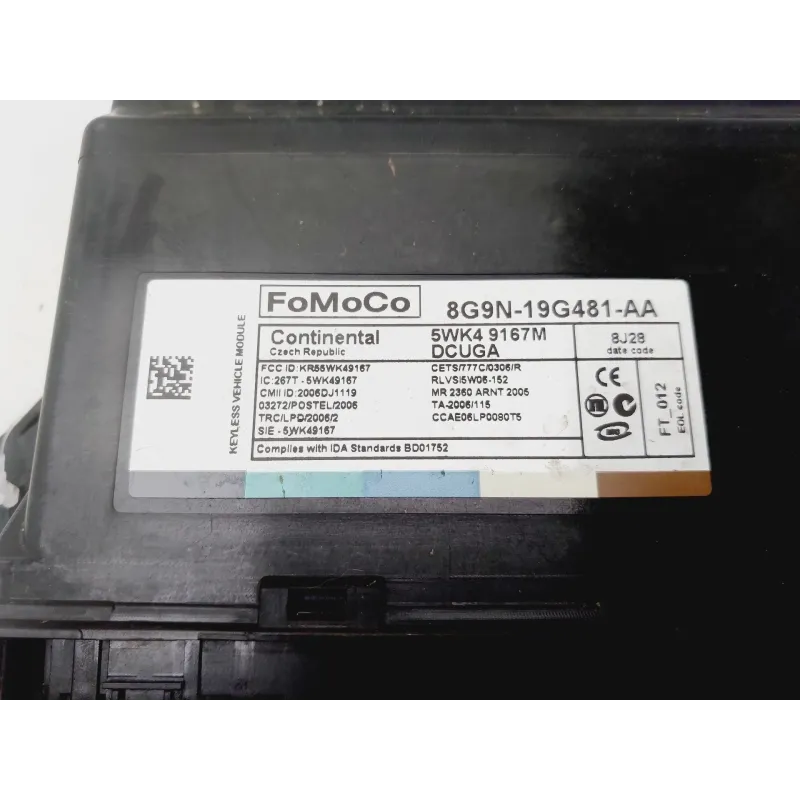 FoMoCo
8G9N-19G481-AA
KEYLESS VEHICLE MODULE
Continental
Czech Republic
5WK4 9167M
DCUGA
8J28
date code
FCC ID: KR55WK49167
IC:267T - 5WK49167
CMII ID:2006DJ1119
03272/POSTEL/2006
TRC/LPD/2006/2
SIE - 5WK49167
CETS/777C/0306/R
RLVSI5W06-152
MR 2360 ARNT 2005
TA-2006/115
CCAE06LP0080T5
CE
FT_012
EOL code
Complies with IDA Standards BD01752